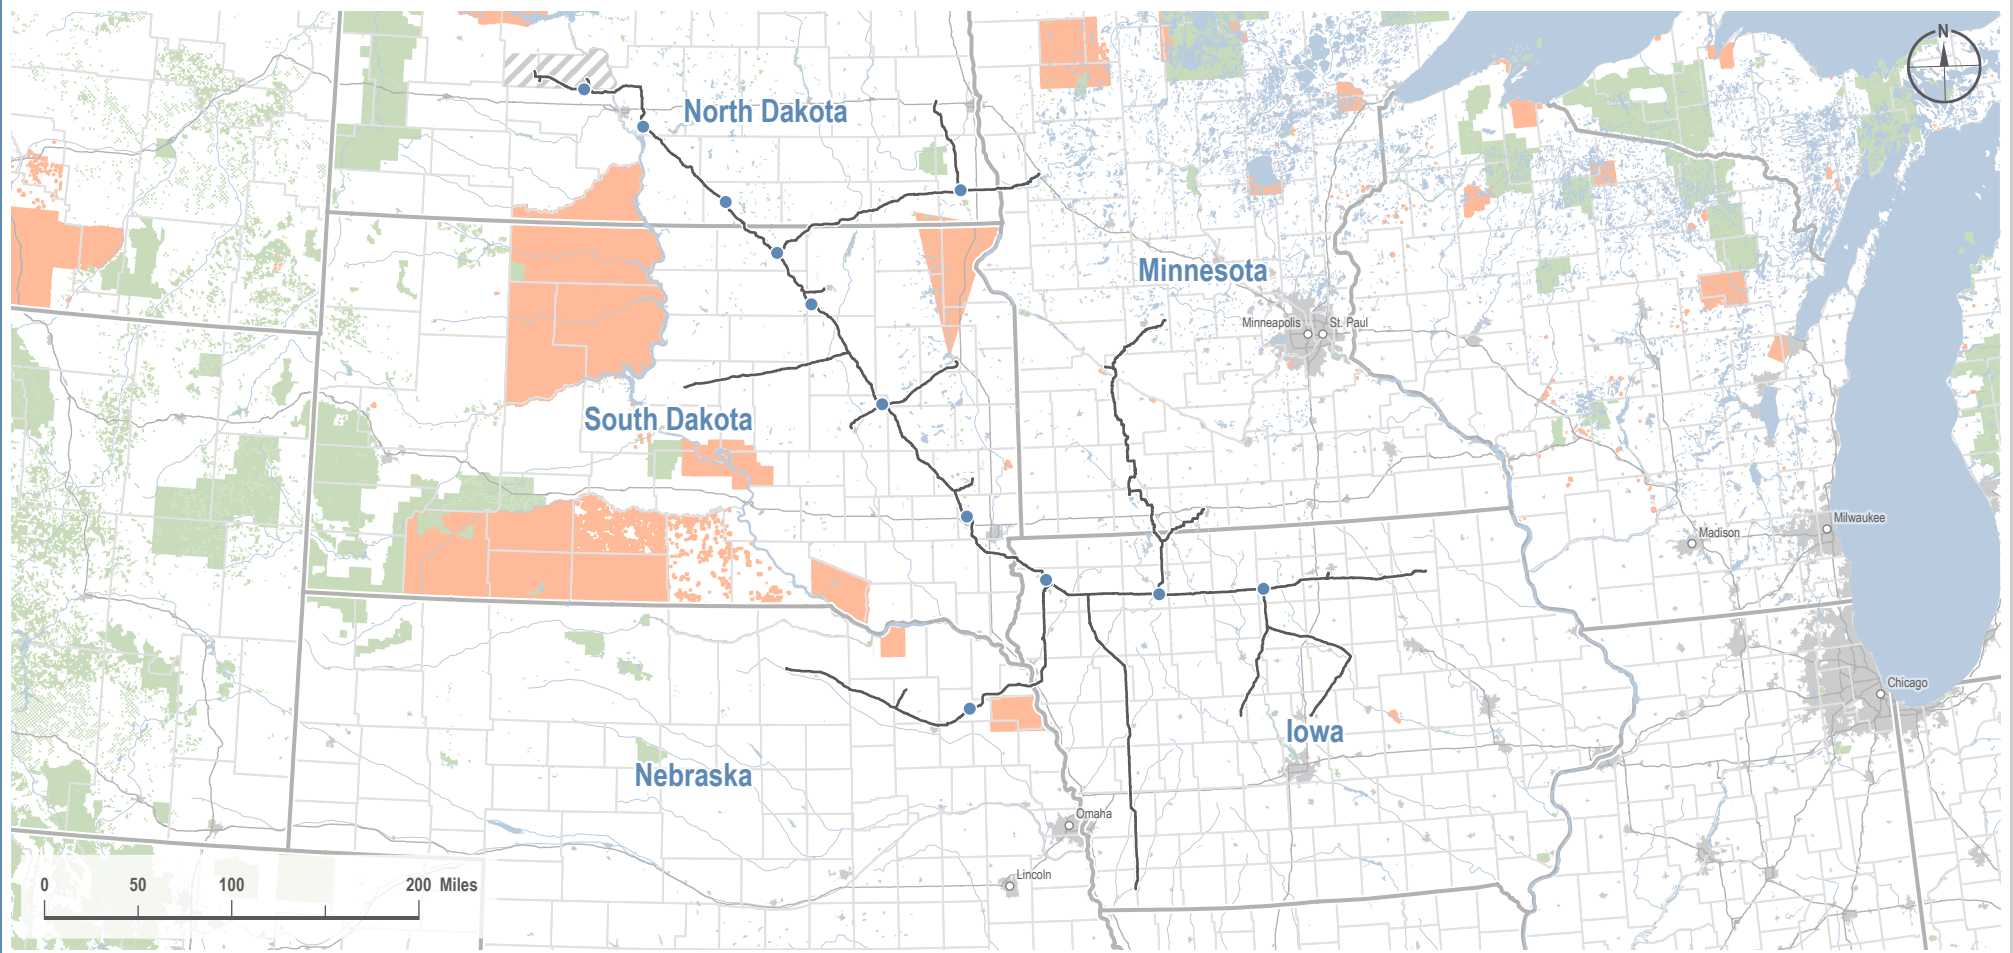 N
North Dakota
Minnesota
Minneapolis
St. Paul
South Dakota
Milwaukee
Madison
Chicago
Iowa
Nebraska
Omaha
Lincoln
0 50 100 200 Miles